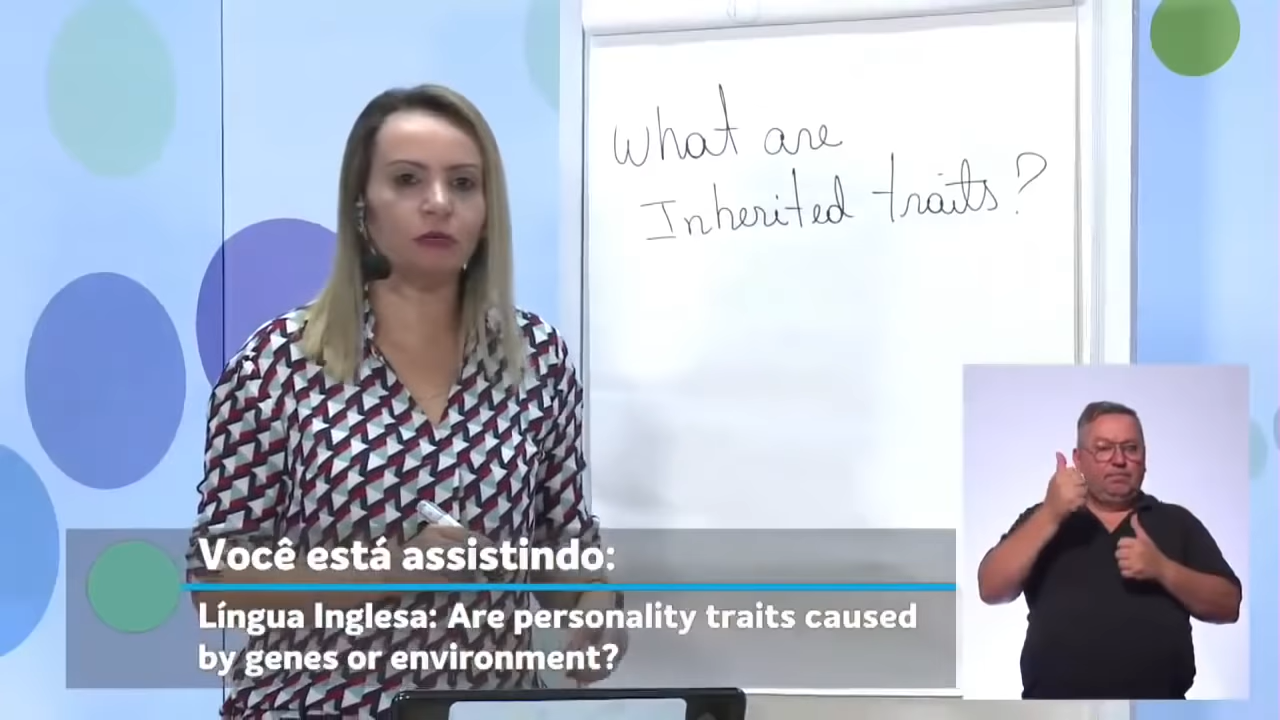 What are
Inherited traits?
Você está assistindo:
Língua Inglesa: Are personality traits caused
by genes or environment?